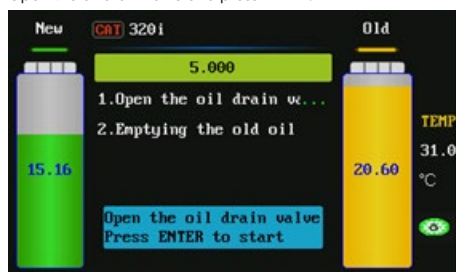 New
CAT 320i
Old
5.000
1.Open the oil drain va...
2.Emptying the old oil
TEMP
31.0
°C
15.16
20.60
Open the oil drain valve
Press ENTER to start